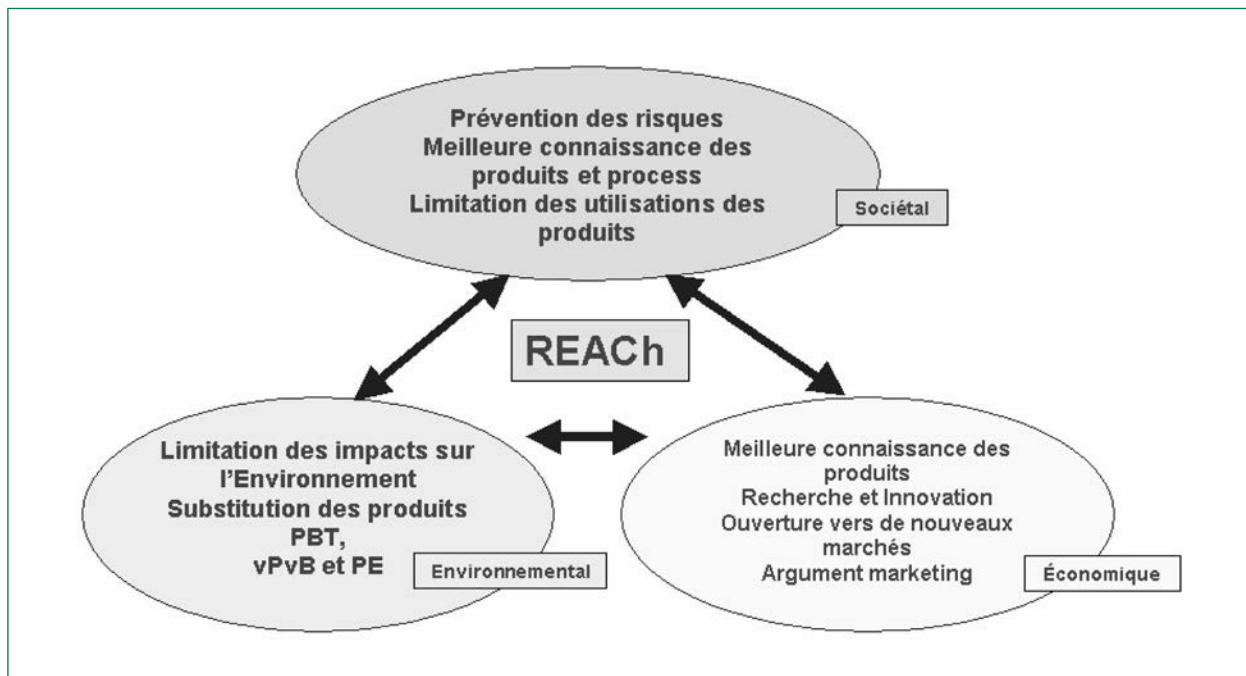 Prévention des risques
Meilleure connaissance des
produits et process
Limitation des utilisations des
produits
Sociétal
REACh
Limitation des impacts sur
l'Environnement
Substitution des produits
PBT,
vPvB et PE
Environnemental
Meilleure connaissance des
produits
Recherche et Innovation
Ouverture vers de nouveaux
marchés
Argument marketing
Économique